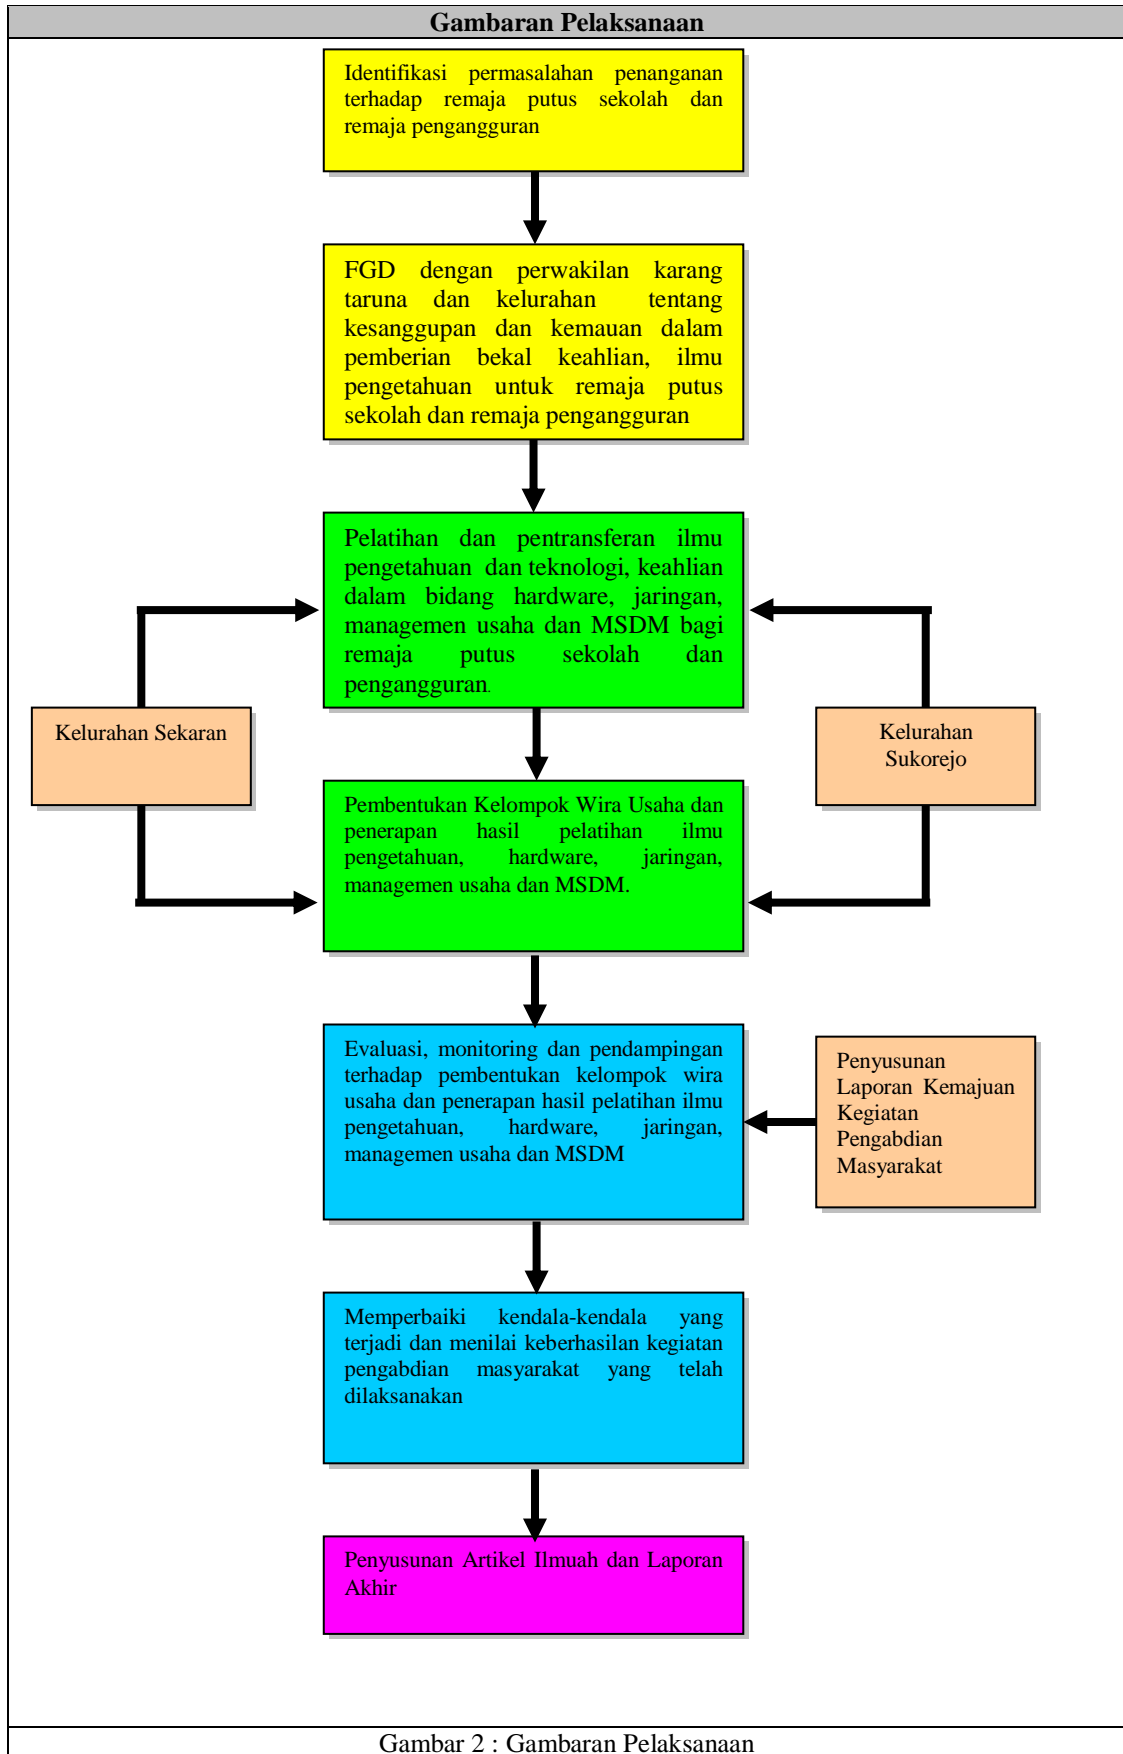 Gambaran Pelaksanaan
Identifikasi permasalahan penanganan
terhadap remaja putus sekolah dan
remaja pengangguran
FGD dengan perwakilan karang
taruna dan kelurahan tentang
kesanggupan dan kemauan dalam
pemberian bekal keahlian, ilmu
pengetahuan untuk remaja putus
sekolah dan remaja pengangguran
Pelatihan dan pentransferan ilmu
pengetahuan dan teknologi, keahlian
dalam bidang hardware, jaringan,
managemen usaha dan MSDM bagi
remaja putus sekolah dan
pengangguran.
Kelurahan Sekaran
Kelurahan
Sukorejo
Pembentukan Kelompok Wira Usaha dan
penerapan hasil pelatihan ilmu
pengetahuan, hardware, jaringan,
managemen usaha dan MSDM.
Evaluasi, monitoring dan pendampingan
terhadap pembentukan kelompok wira
usaha dan penerapan hasil pelatihan ilmu
pengetahuan, hardware, jaringan,
managemen usaha dan MSDM
Penyusunan
Laporan Kemajuan
Kegiatan
Pengabdian
Masyarakat
Memperbaiki kendala-kendala yang
terjadi dan menilai keberhasilan kegiatan
pengabdian masyarakat yang telah
dilaksanakan
Penyusunan Artikel Ilmuah dan Laporan
Akhir
Gambar 2 : Gambaran Pelaksanaan